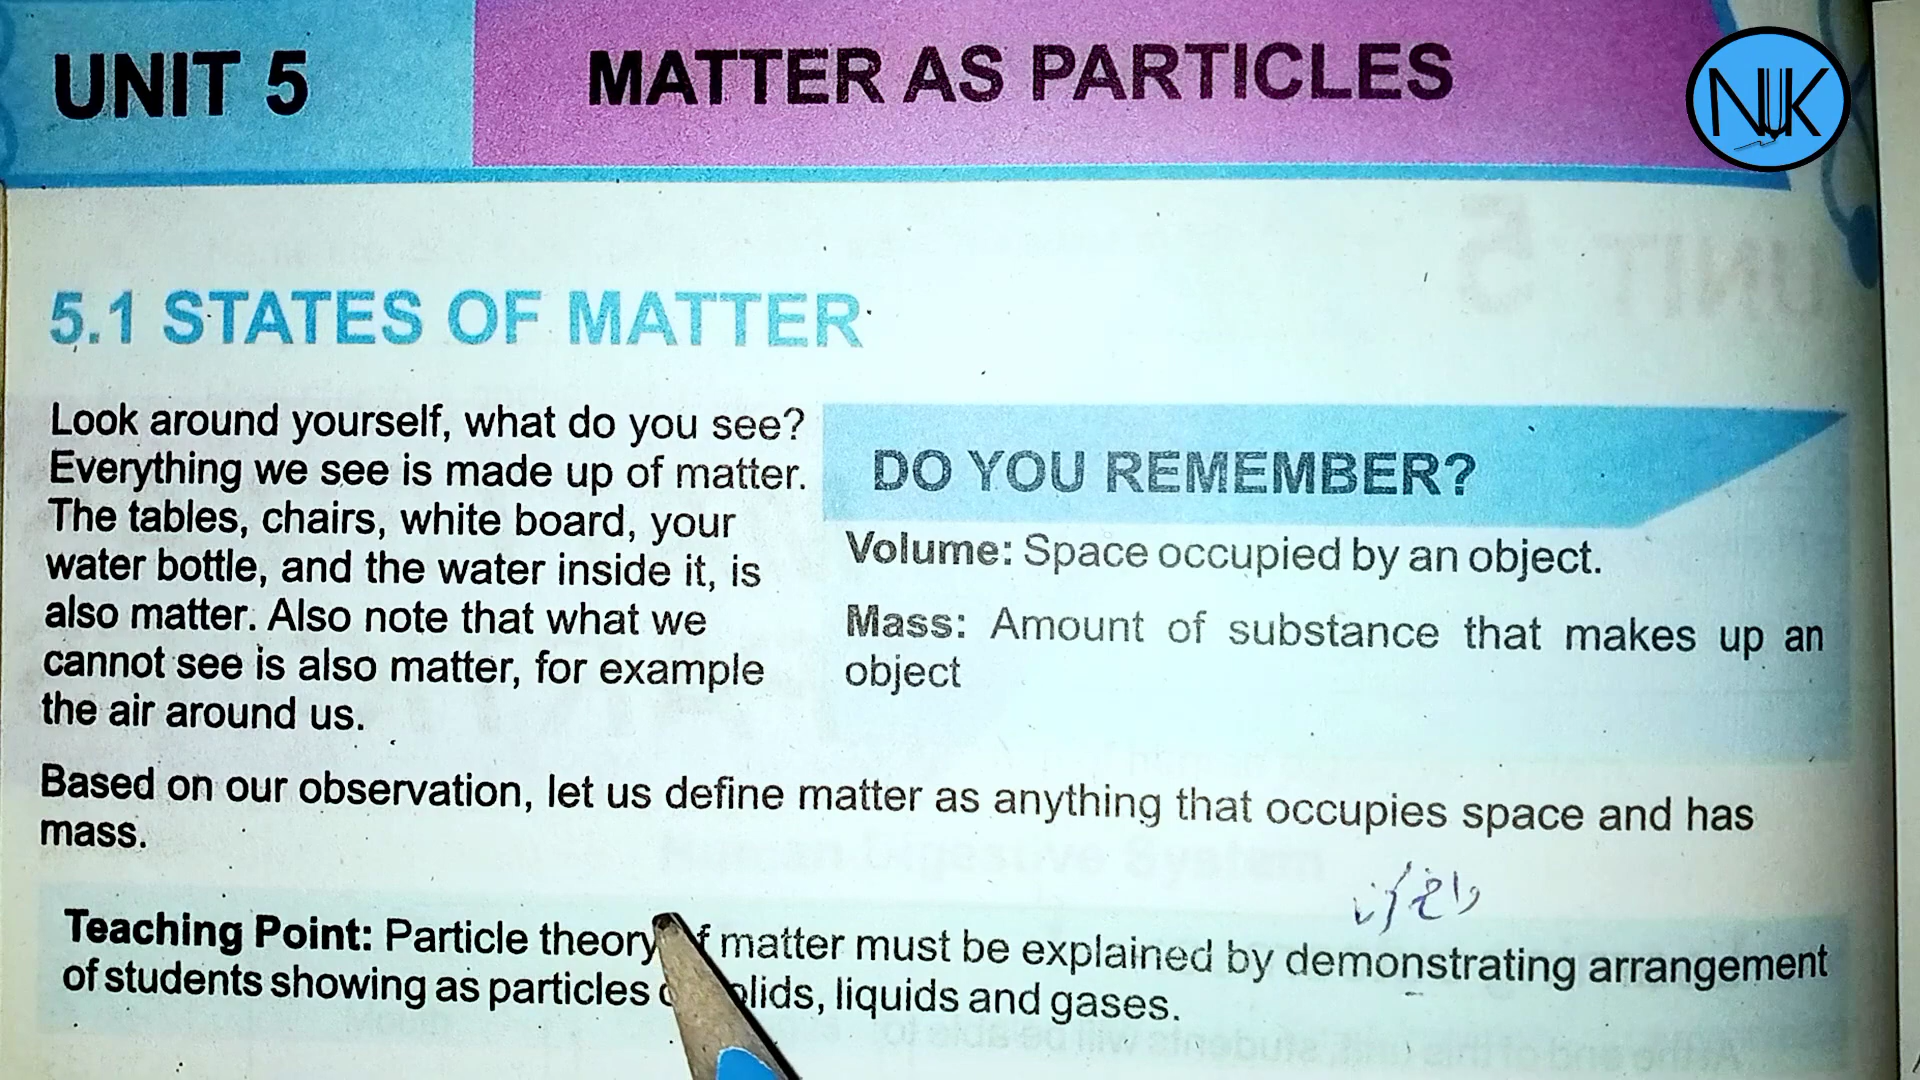 UNIT 5
MATTER AS PARTICLES
NUK
5.1 STATES OF MATTER
Look around yourself, what do you see?
Everything we see is made up of matter.
The tables, chairs, white board, your
water bottle, and the water inside it, is
also matter. Also note that what we
cannot see is also matter, for example
the air around us.
DO YOU REMEMBER?
Volume: Space occupied by an object.
Mass: Amount of substance that makes up an
object
Based on our observation, let us define matter as anything that occupies space and has
mass.
Teaching Point: Particle theory of matter must be explained by demonstrating arrangement
of students showing as particles liquids and gases.